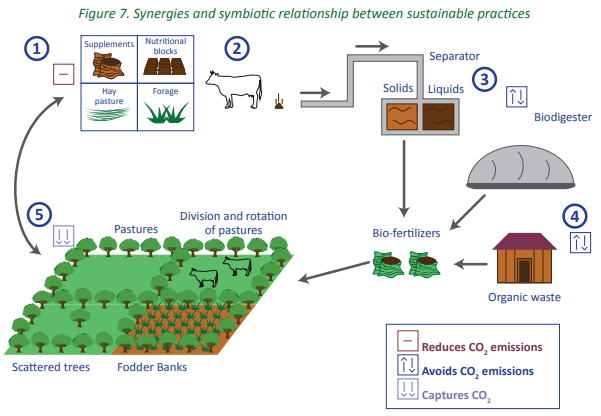 Figure 7. Synergies and symbiotic relationship between sustainable practices
1
Supplements
Nutritional
blocks
Hay
pasture
Forage
2
Separator
Solids
Liquids
3
Biodigester
5
Pastures
Division and rotation
of pastures
Bio-fertilizers
4
Organic waste
Scattered trees
Fodder Banks
Reduces CO₂ emissions
Avoids CO₂ emissions
Captures CO₂